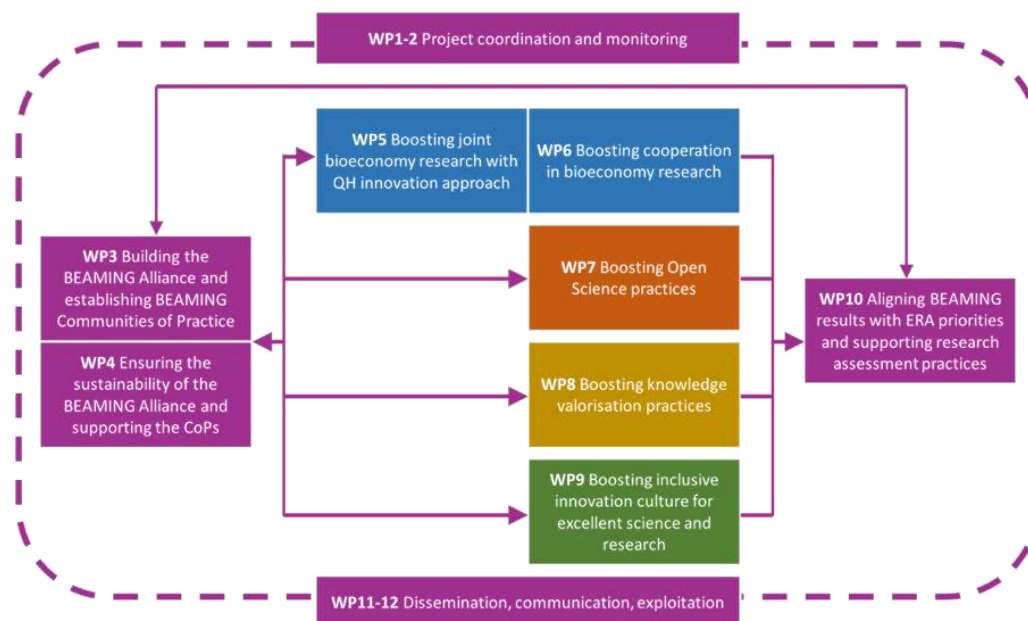 WP1-2 Project coordination and monitoring
WP5 Boosting joint
bioeconomy research with
QH innovation approach
WP6 Boosting cooperation
in bioeconomy research
WP3 Building the
BEAMING Alliance and
establishing BEAMING
Communities of Practice
WP4 Ensuring the
sustainability of the
BEAMING Alliance and
supporting the CoPs
WP7 Boosting Open
Science practices
WP8 Boosting knowledge
valorisation practices
WP9 Boosting inclusive
innovation culture for
excellent science and
research
WP10 Aligning BEAMING
results with ERA priorities
and supporting research
assessment practices
WP11-12 Dissemination, communication, exploitation